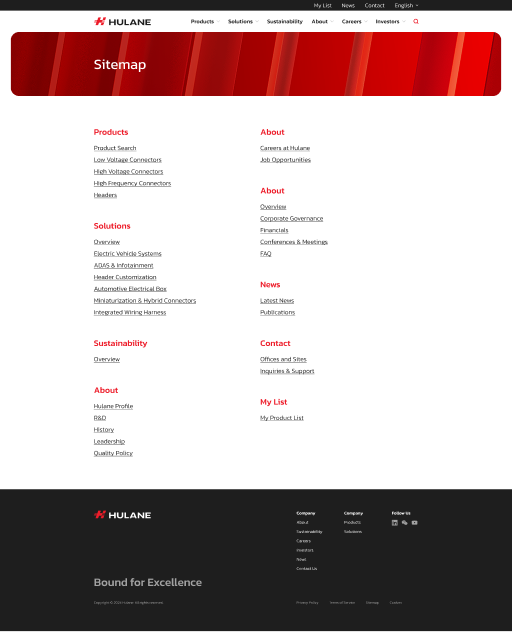 My List News Contact English
HULANE
Products Solutions Sustainability About Careers Investors
Sitemap
Products
Product Search
Low Voltage Connectors
High Voltage Connectors
High Frequency Connectors
Headers
Solutions
Overview
Electric Vehicle Systems
ADAS & Infotainment
Header Customization
Automotive Electrical Box
Miniaturization & Hybrid Connectors
Integrated Wiring Harness
Sustainability
Overview
About
Hulane Profile
R&D
History
Leadership
Quality Policy
About
Careers at Hulane
Job Opportunities
About
Overview
Corporate Governance
Financials
Conferences & Meetings
FAQ
News
Latest News
Publications
Contact
Offices and Sites
Inquiries & Support
My List
My Product List
HULANE
Bound for Excellence
Company
About
Sustainability
Careers
Investors
News
Contact Us
Company
Products
Solutions
Follow Us
Copyright © 2024 Hulane. All rights reserved.
Privacy Policy Terms of Service Sitemap Cookies